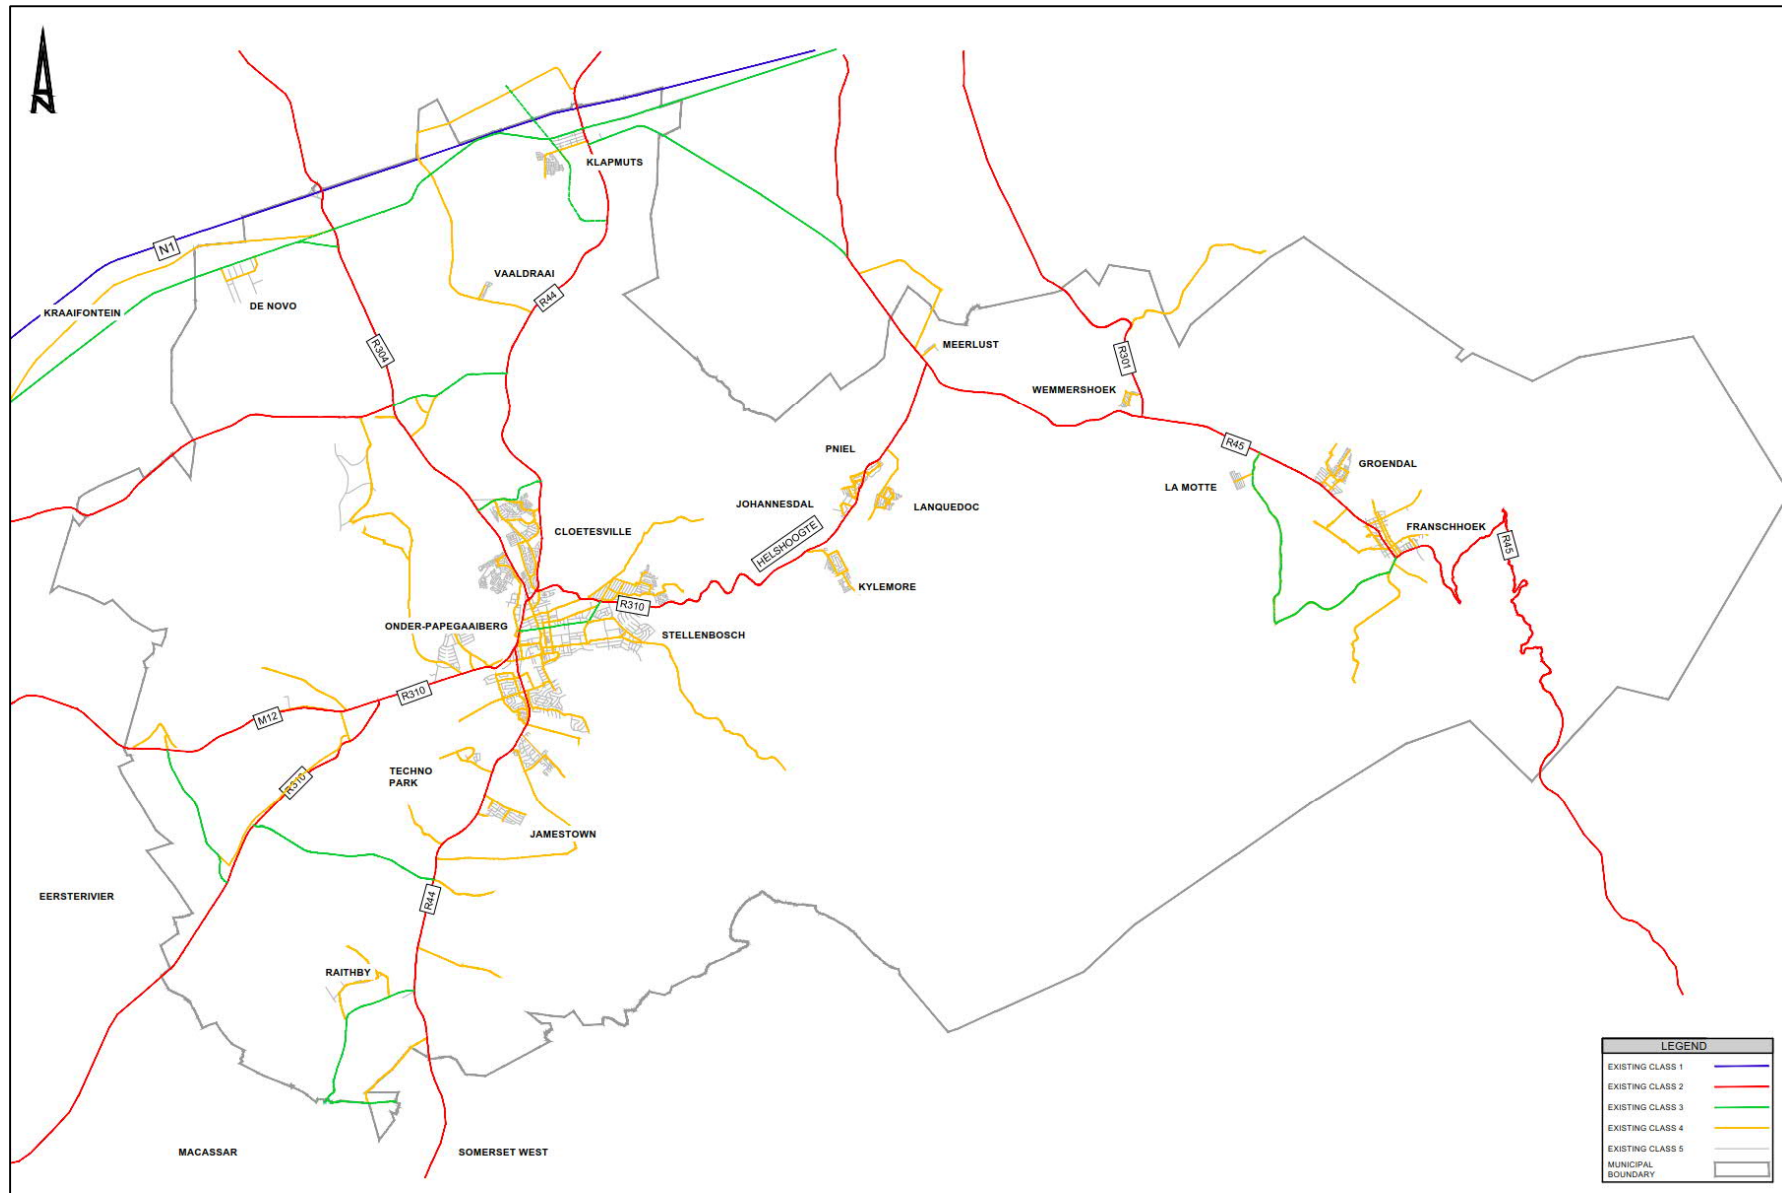 N
KLAPMUTS
N1
VAALDRAAI
R44
DE NOVO
KRAAIFONTEIN
R304
MEERLUST
R301
WEMMERSHOEK
PNIEL
R45
GROENDAL
LA MOTTE
JOHANNESDAL
LANQUEDOC
FRANSCHHOEK
CLOETESVILLE
HELSHOOGTE
R45
KYLEMORE
R310
ONDER-PAPEGAAIBERG
STELLENBOSCH
R310
M12
TECHNO
PARK
R310
JAMESTOWN
EERSTERIVIER
R44
RAITHBY
MACASSAR
SOMERSET WEST
LEGEND
EXISTING CLASS 1
EXISTING CLASS 2
EXISTING CLASS 3
EXISTING CLASS 4
EXISTING CLASS 5
MUNICIPAL
BOUNDARY